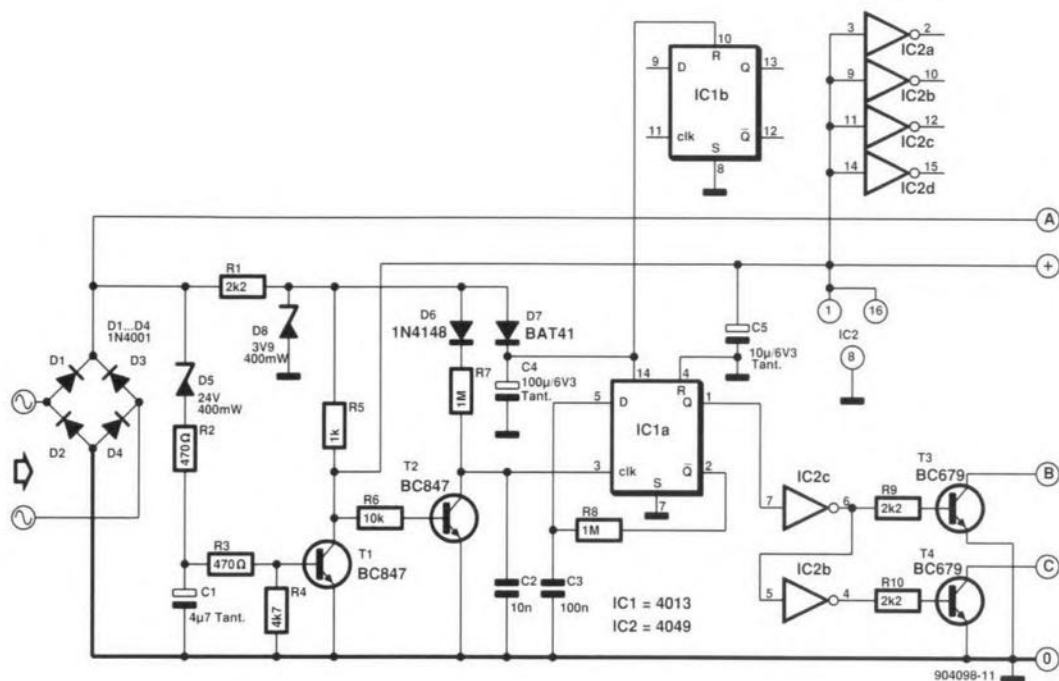 10
3
2
IC2a
9
D
R
Q
13
9
10
IC2b
IC1b
11
12
IC2c
11
clk
Q̄
12
14
15
IC2d
S
8
A
+
R1
2k2
D1...D4
1N4001
D1
D3
D2
D4
D8
3V9
400mW
D5
24V
400mW
R2
470Ω
D6
1N4148
D7
BAT41
R7
1M
C4
100µ/6V3
Tant.
C5
10µ/6V3
Tant.
1
16
IC2
8
R5
1k
14
4
R
5
D
Q
1
IC1a
3
clk
Q̄
2
S
7
T2
BC847
R6
10k
R8
1M
IC2c
7
6
R9
2k2
T3
BC679
B
R3
470Ω
T1
BC847
R4
4k7
C1
4µ7 Tant.
C2
10n
C3
100n
IC1 = 4013
IC2 = 4049
IC2b
5
4
R10
2k2
T4
BC679
C
0
904098-11